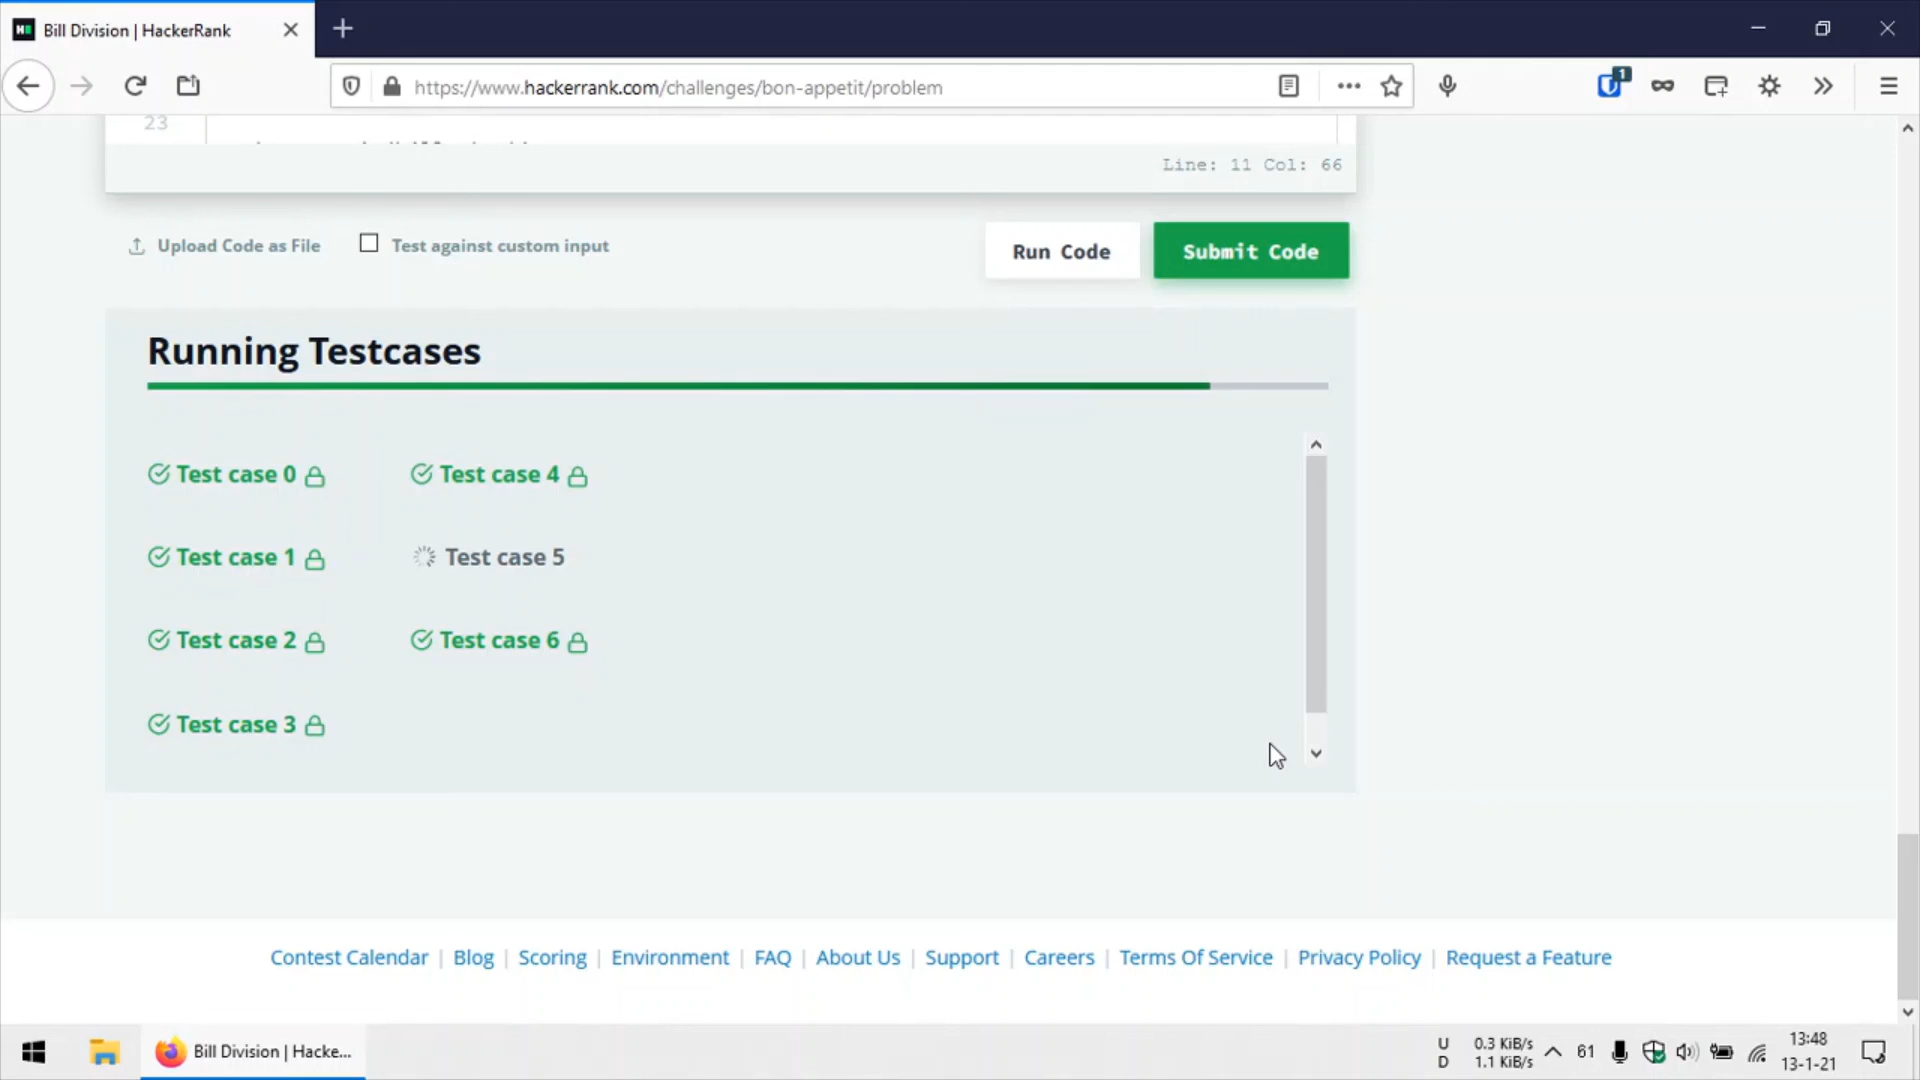 Bill Division | HackerRank
https://www.hackerrank.com/challenges/bon-appetit/problem
1
23
Line: 11 Col: 66
Upload Code as File
Test against custom input
Run Code
Submit Code
Running Testcases
Test case 0
Test case 4
Test case 1
Test case 5
Test case 2
Test case 6
Test case 3
Contest Calendar | Blog | Scoring | Environment | FAQ | About Us | Support | Careers | Terms Of Service | Privacy Policy | Request a Feature
Bill Division | Hacke...
U 0.3 KiB/s
D 1.1 KiB/s
61
13:48
13-1-21